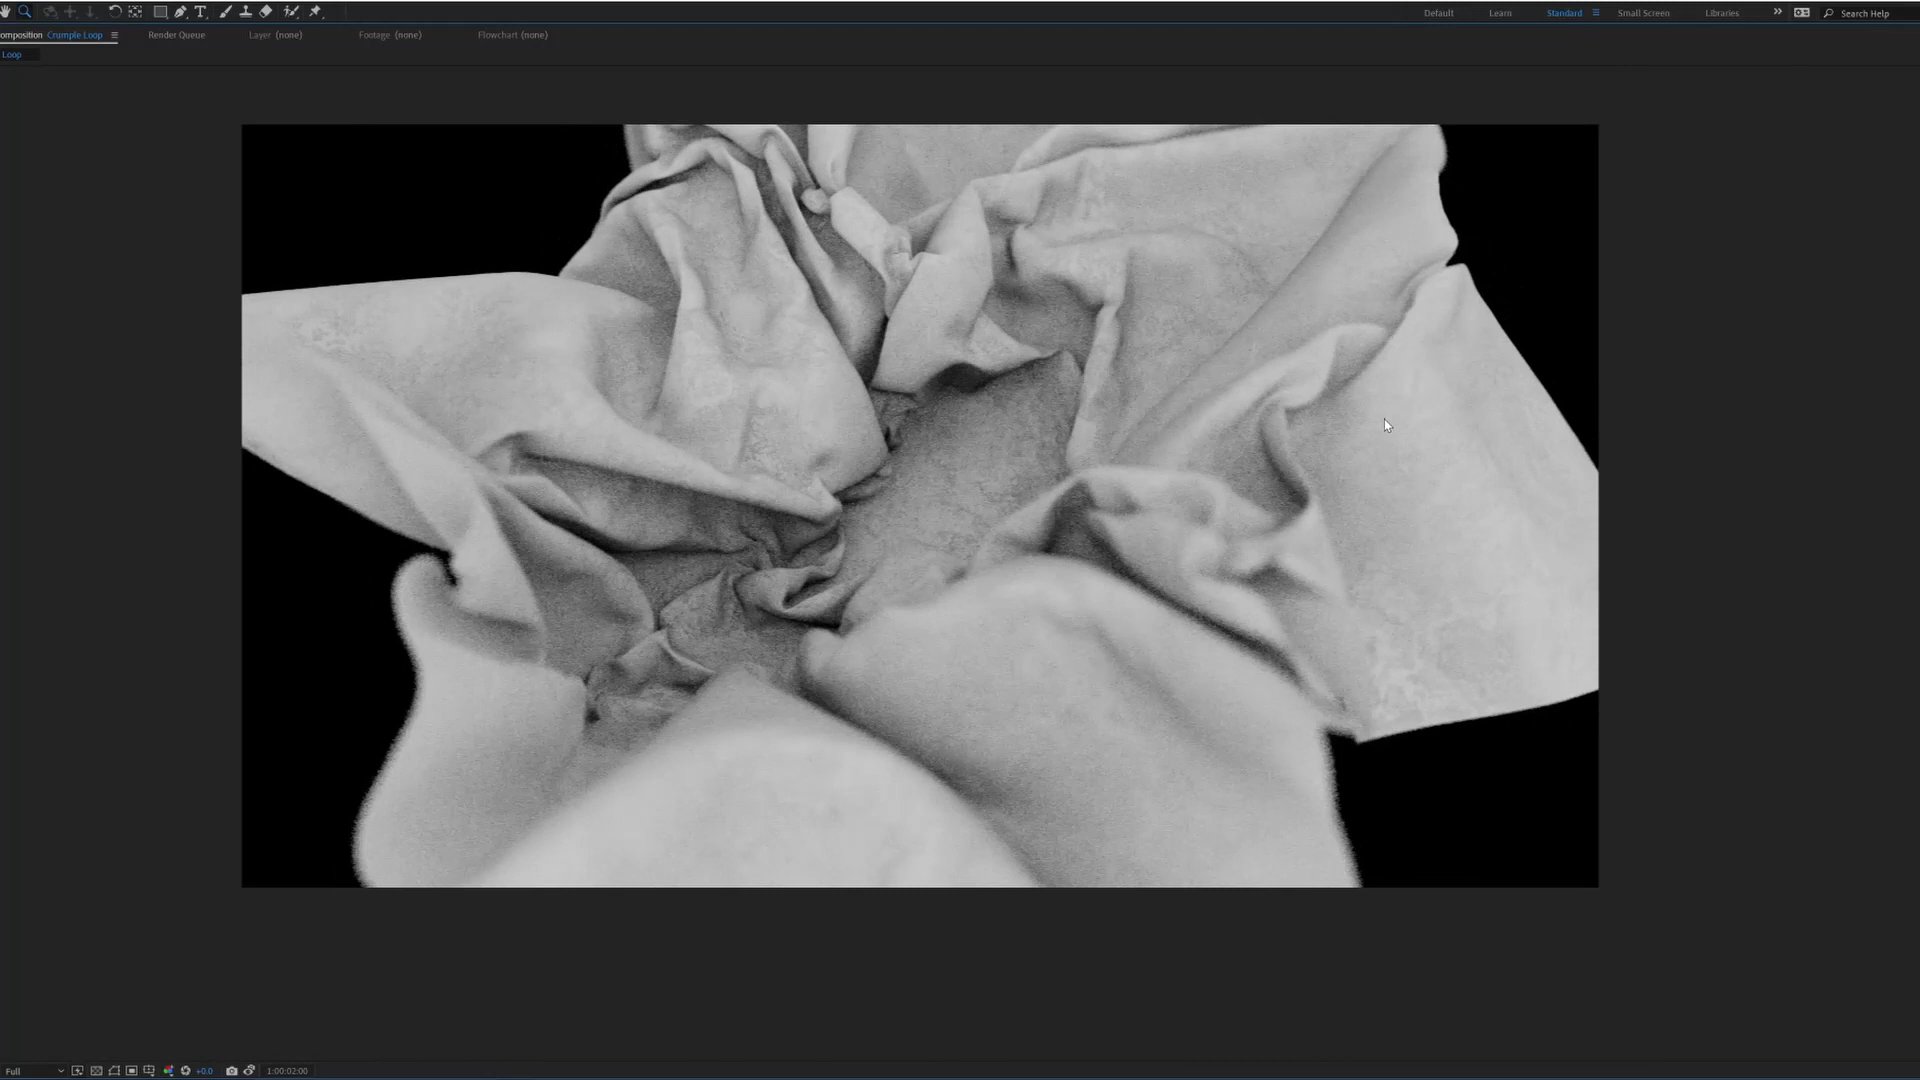 Default Learn Standard Small Screen Libraries Search Help
omposition Crumple Loop Render Queue Layer (none) Footage (none) Flowchart (none)
Loop
Full +0.0 1:00:02:00